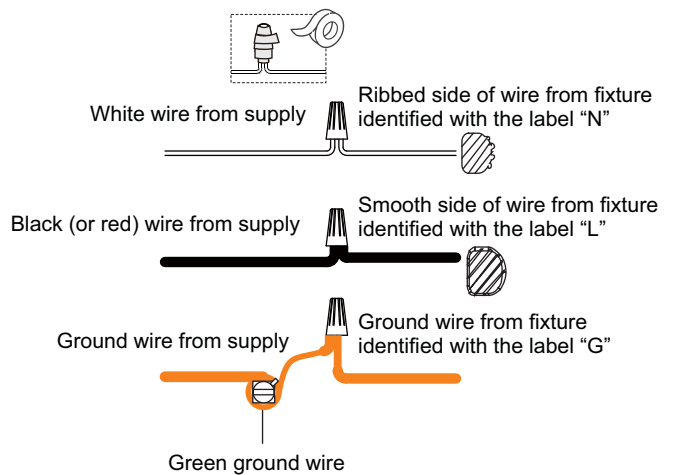 White wire from supply
Ribbed side of wire from fixture
identified with the label “N”
Black (or red) wire from supply
Smooth side of wire from fixture
identified with the label “L”
Ground wire from supply
Ground wire from fixture
identified with the label “G”
Green ground wire